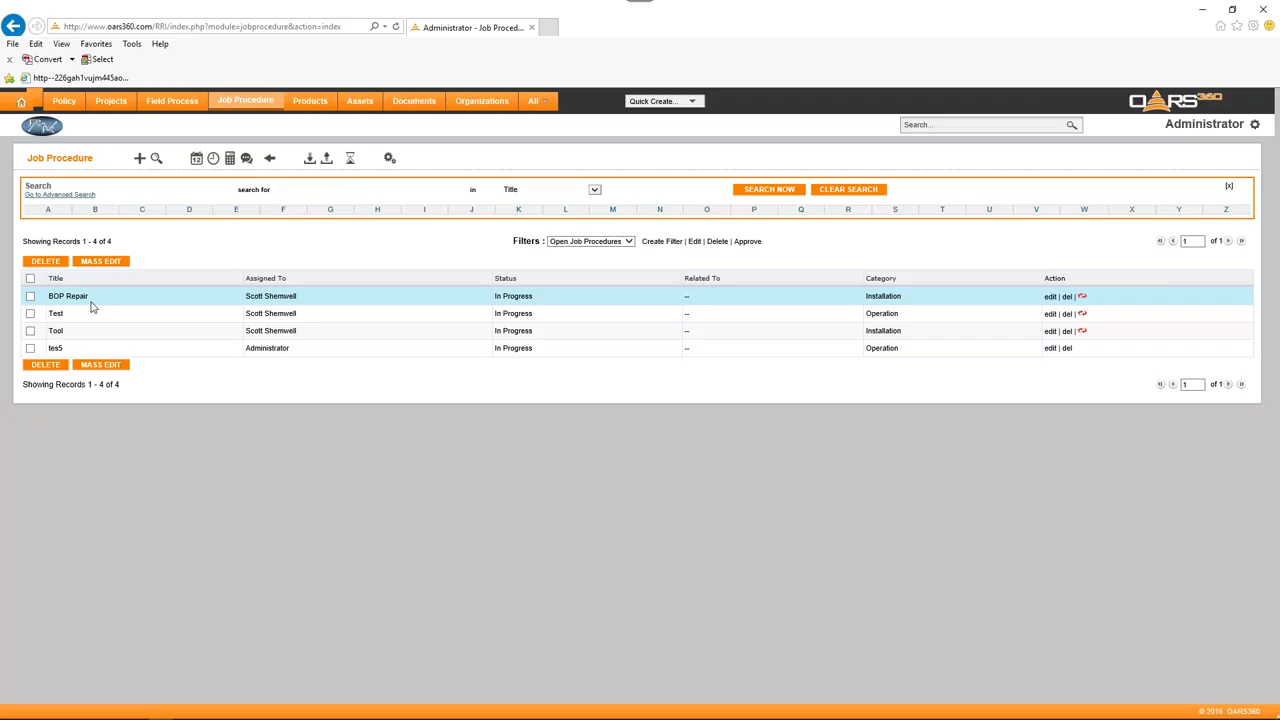 http://www.oars360.com/RRI/index.php?module=jobprocedure&action=index
Administrator - Job Proced...
File Edit View Favorites Tools Help
Convert Select
http--226gah1vujm445ao...
Policy Projects Field Process Job Procedure Products Assets Documents Organizations All Quick Create... OARS360
Search... Administrator
Job Procedure 12
Search
Go to Advanced Search search for in Title SEARCH NOW CLEAR SEARCH [x]
A B C D E F G H I J K L M N O P Q R S T U V W X Y Z
Showing Records 1 - 4 of 4 Filters : Open Job Procedures Create Filter | Edit | Delete | Approve 1 of 1
DELETE MASS EDIT
Title Assigned To Status Related To Category Action
BOP Repair Scott Shemwell In Progress -- Installation edit | del |
Test Scott Shemwell In Progress -- Operation edit | del |
Tool Scott Shemwell In Progress -- Installation edit | del |
tes5 Administrator In Progress -- Operation edit | del
DELETE MASS EDIT
Showing Records 1 - 4 of 4 1 of 1
© 2016 OARS360